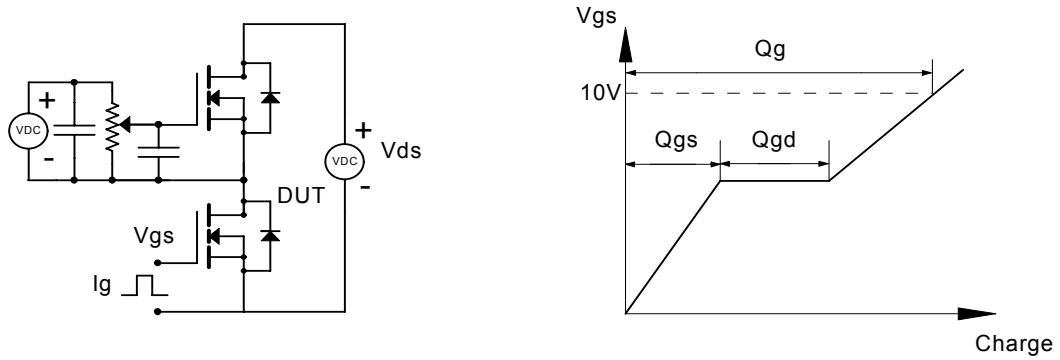 +
VDC
-
DUT
Vgs
Ig
+
VDC
Vds
-
Vgs
Qg
10V
Qgs
Qgd
Charge